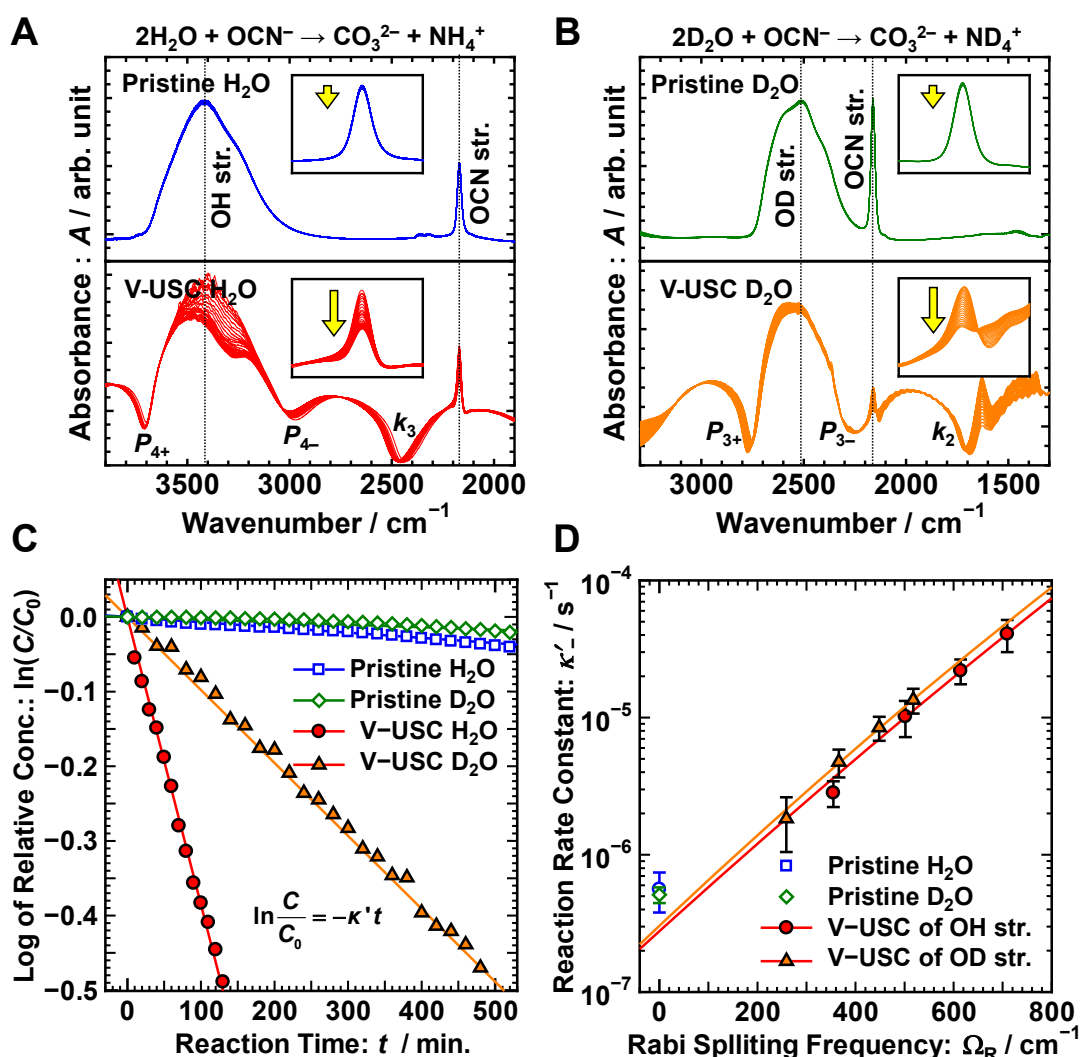 A
2H₂O + OCN⁻ → CO₃²⁻ + NH₄⁺
Pristine H₂O
OH str.
OCN str.
V-USC H₂O
P₄₊
P₄₋
k₃
3500 3000 2500 2000
Wavenumber / cm⁻¹
Absorbance : A / arb. unit
B
2D₂O + OCN⁻ → CO₃²⁻ + ND₄⁺
Pristine D₂O
OD str.
OCN str.
V-USC D₂O
P₃₊
P₃₋
k₂
3000 2500 2000 1500
Wavenumber / cm⁻¹
Absorbance : A / arb. unit
C
0.0
−0.1
−0.2
−0.3
−0.4
−0.5
Log of Relative Conc.: ln(C/C₀)
Pristine H₂O
Pristine D₂O
V−USC H₂O
V−USC D₂O
ln C/C₀ = −κ' t
0 100 200 300 400 500
Reaction Time: t / min.
D
10⁻⁴
10⁻⁵
10⁻⁶
10⁻⁷
Reaction Rate Constant: κ′₋ / s⁻¹
Pristine H₂O
Pristine D₂O
V−USC of OH str.
V−USC of OD str.
0 200 400 600 800
Rabi Splliting Frequency: Ω_R / cm⁻¹